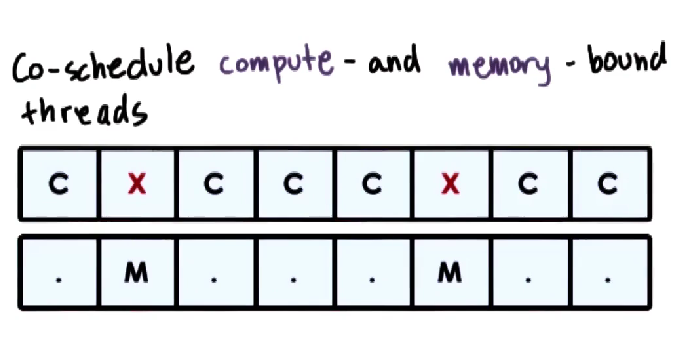 Co-schedule compute - and memory - bound
threads
C X C C C X C C
. M . . . M . .